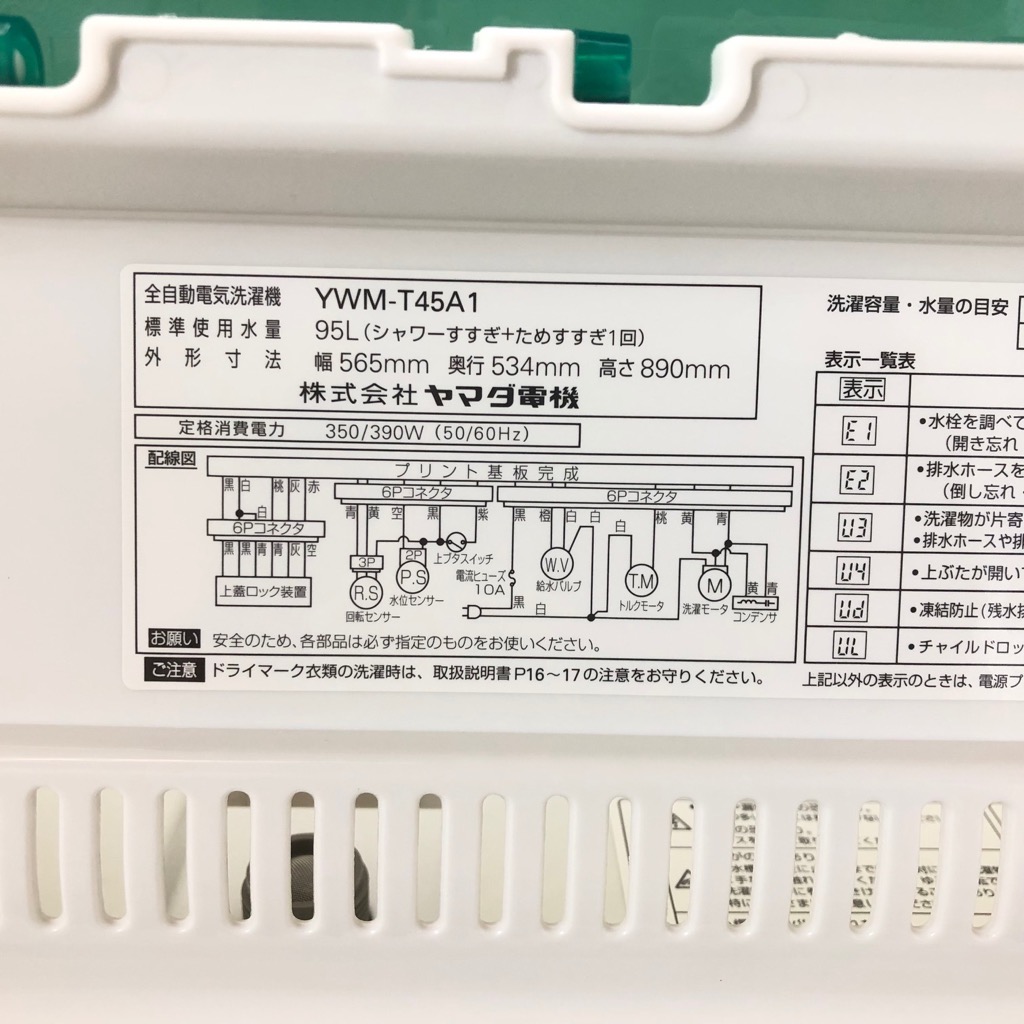 全自動電気洗濯機 YWM-T45A1
標準使用水量 95L(シャワーすすぎ+ためすすぎ1回)
外形寸法 幅565mm 奥行534mm 高さ890mm
株式会社ヤマダ電機
定格消費電力 350/390W(50/60Hz)
配線図
プリント基板完成
黒 白 桃 灰 赤
白
6Pコネクタ
黒 黒 青 青 灰 空
上蓋ロック装置
6Pコネクタ
青 黄 空 黒 紫
3P
2P
R.S
P.S
回転センサー
水位センサー
上ブタスイッチ
6Pコネクタ
黒 橙 白 白 白 桃 黄 青
電流ヒューズ
10A
黒 白
W.V
給水バルブ
T.M
トルクモータ
M
洗濯モータ
黄 青
コンデンサ
お願い 安全のため、各部品は必ず指定のものをお使いください。
ご注意 ドライマーク衣類の洗濯時は、取扱説明書P16〜17の注意をお守りください。
洗濯容量・水量の目安
表示一覧表
表示
E1 •水栓を調べて
(開き忘れ
E2 •排水ホースを
(倒し忘れ・
U3 •洗濯物が片寄
•排水ホースや排
U4 •上ぶたが開い
Ud •凍結防止(残水
UL •チャイルドロッ
上記以外の表示のときは、電源プ